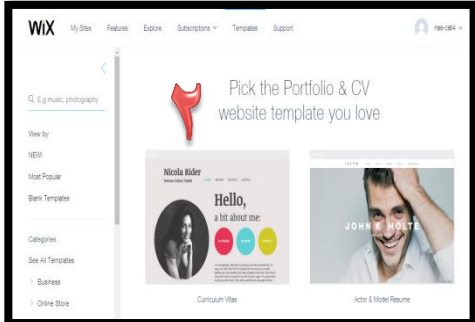 WiX My Sites Features Explore Subscriptions Templates Support nas-cat4
E.g music, photography
View by
NEW!
Most Popular
Blank Templates
Categories
See All Templates
Business
Online Store
٢
Pick the Portfolio & CV
website template you love
Nicola Rider
Hello,
a bit about me:
Curriculum Vitae
JOHN K HOLTE
Actor & Model Resume